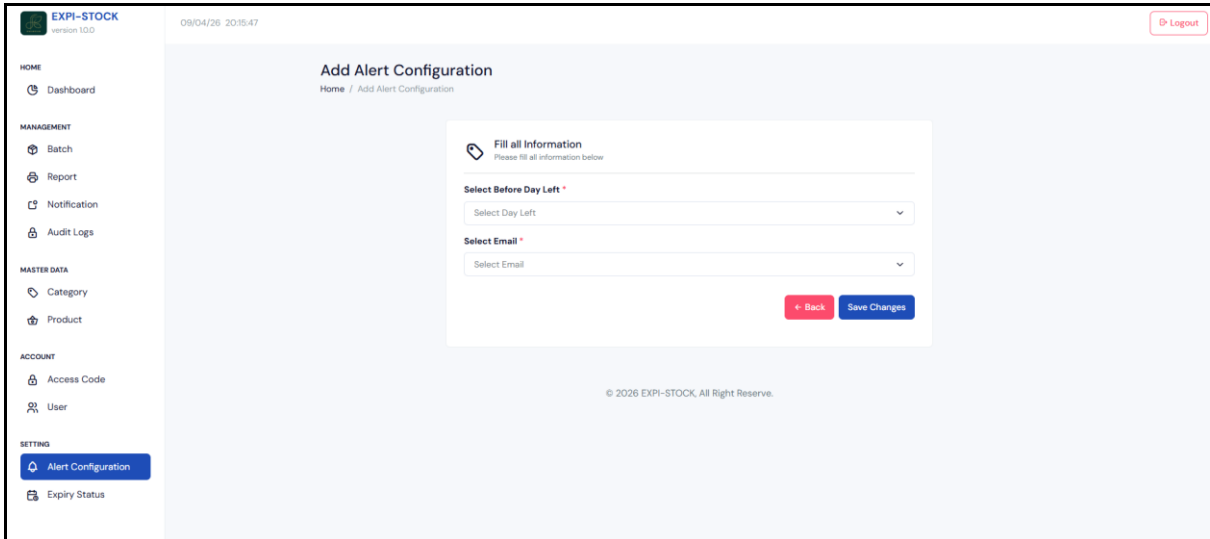 EXPI-STOCK
version 1.0.0
09/04/26 20:15:47
Logout
HOME
Dashboard
MANAGEMENT
Batch
Report
Notification
Audit Logs
MASTER DATA
Category
Product
ACCOUNT
Access Code
User
SETTING
Alert Configuration
Expiry Status
Add Alert Configuration
Home / Add Alert Configuration
Fill all Information
Please fill all information below
Select Before Day Left *
Select Day Left
Select Email *
Select Email
← Back
Save Changes
© 2026 EXPI-STOCK, All Right Reserve.